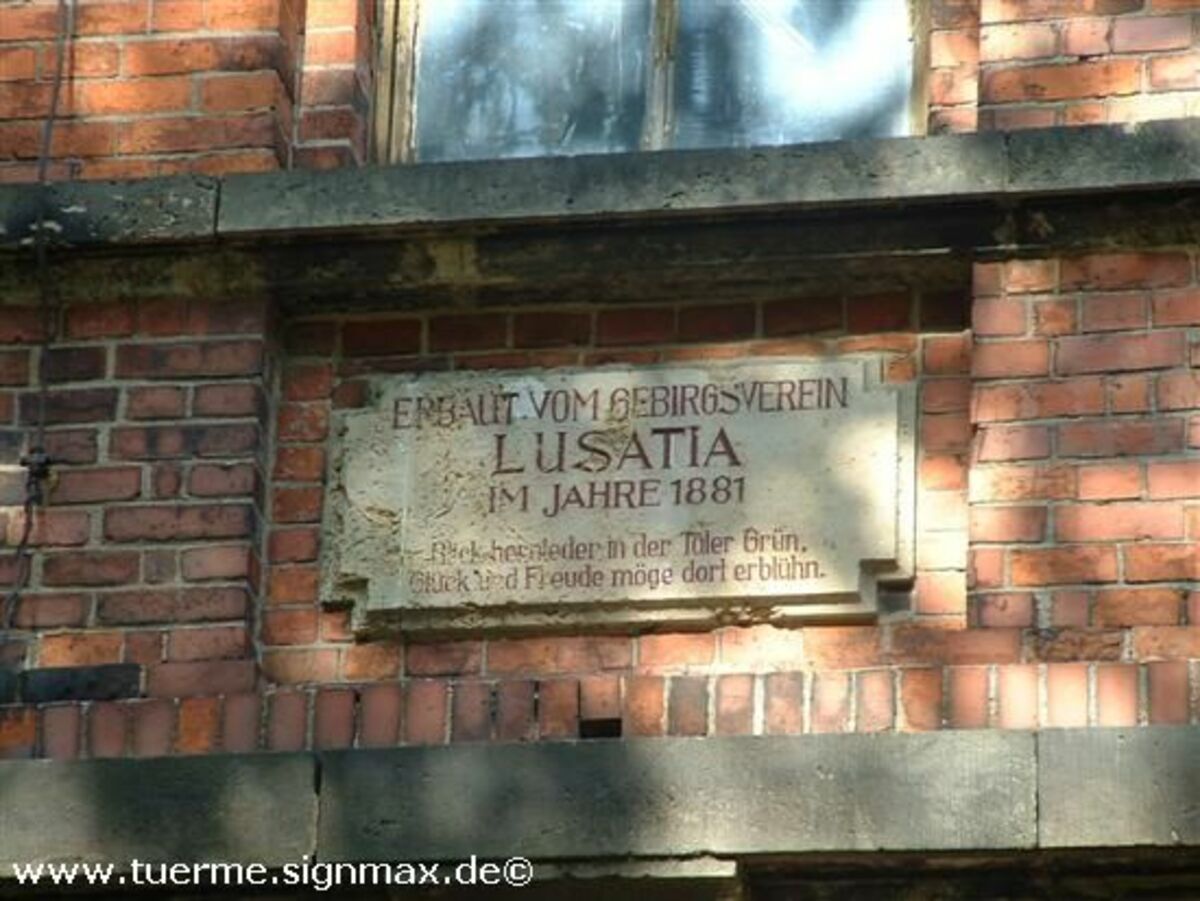 ERBAUT. VOM GEBIRGSVEREIN
LUSATIA
IM JAHRE 1881
Blick hernieder in der Täler Grün,
Glück und Freude möge dort erblühn.
www.tuerme.signmax.de©